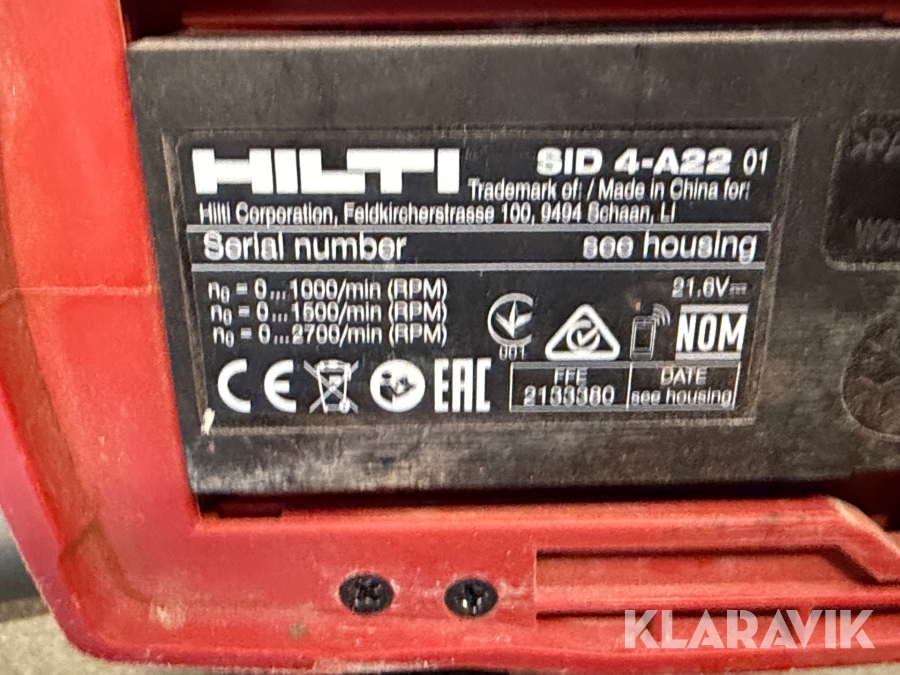 HILTI
SID 4-A22 01
Trademark of: / Made in China for:
Hilti Corporation, Feldkircherstrasse 100, 9494 Schaan, LI
Serial number see housing
n0 = 0...1000/min (RPM)
n0 = 0...1500/min (RPM)
n0 = 0...2700/min (RPM)
001
21.6V
NOM
CE
EAC
FFE
2133380
DATE
see housing
KLARAVIK